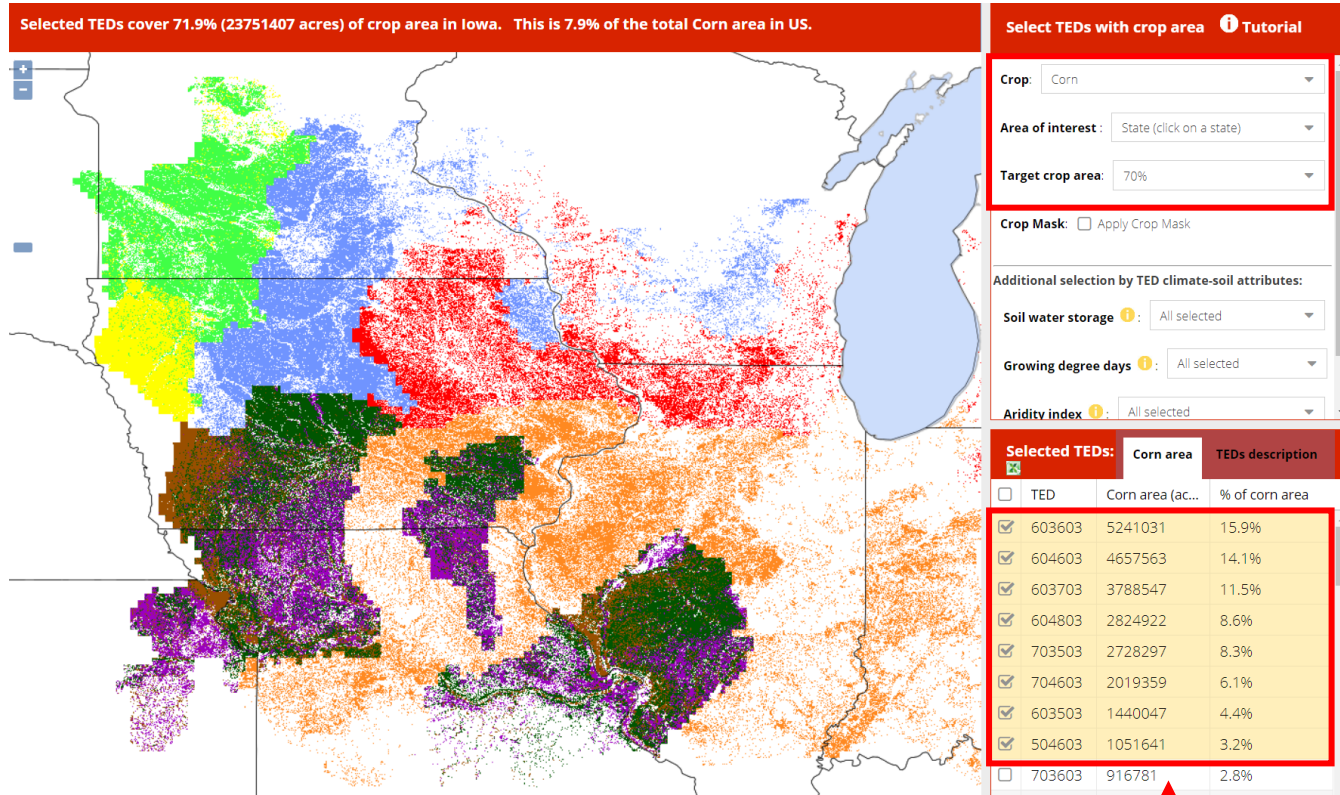 Selected TEDs cover 71.9% (23751407 acres) of crop area in Iowa. This is 7.9% of the total Corn area in US.
+
−
Select TEDs with crop area i Tutorial
Crop: Corn
Area of interest : State (click on a state)
Target crop area: 70%
Crop Mask: Apply Crop Mask
Additional selection by TED climate-soil attributes:
Soil water storage i : All selected
Growing degree days i : All selected
Aridity index i : All selected
Selected TEDs: Corn area TEDs description
TED Corn area (ac... % of corn area
603603 5241031 15.9%
604603 4657563 14.1%
603703 3788547 11.5%
604803 2824922 8.6%
703503 2728297 8.3%
704603 2019359 6.1%
603503 1440047 4.4%
504603 1051641 3.2%
703603 916781 2.8%